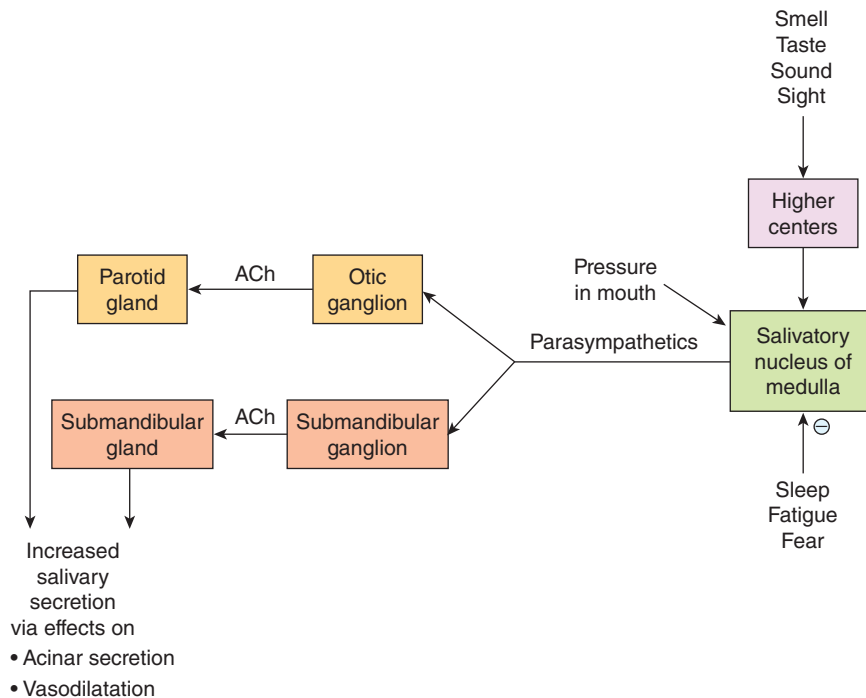 Smell
Taste
Sound
Sight
Higher
centers
Pressure
in mouth
Salivatory
nucleus of
medulla
Parasympathetics
Otic
ganglion
ACh
Parotid
gland
Submandibular
ganglion
ACh
Submandibular
gland
⊖
Sleep
Fatigue
Fear
Increased
salivary
secretion
via effects on
• Acinar secretion
• Vasodilatation